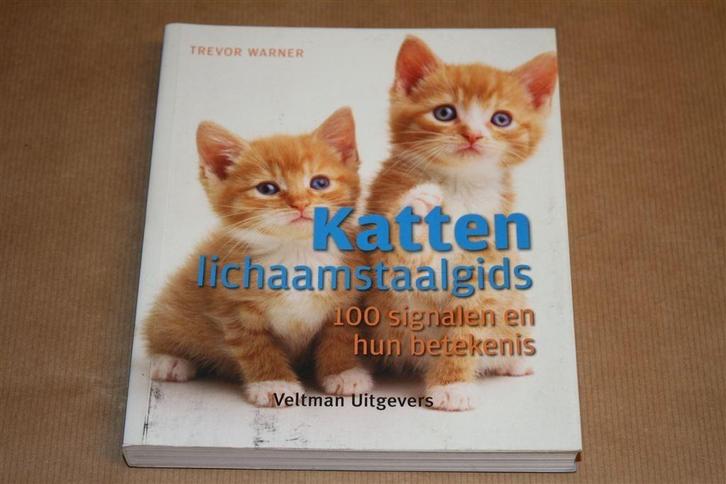 TREVOR WARNER
Katten
lichaamstaalgids
100 signalen en
hun betekenis
Veltman Uitgevers